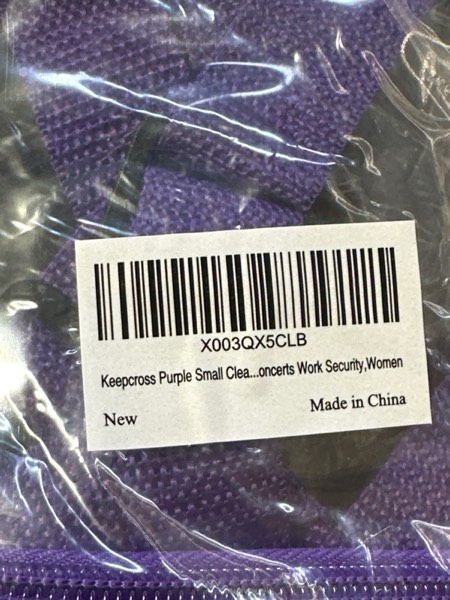 X003QX5CLB
Keepcross Purple Small Clea...oncerts Work Security,Women
New
Made in China